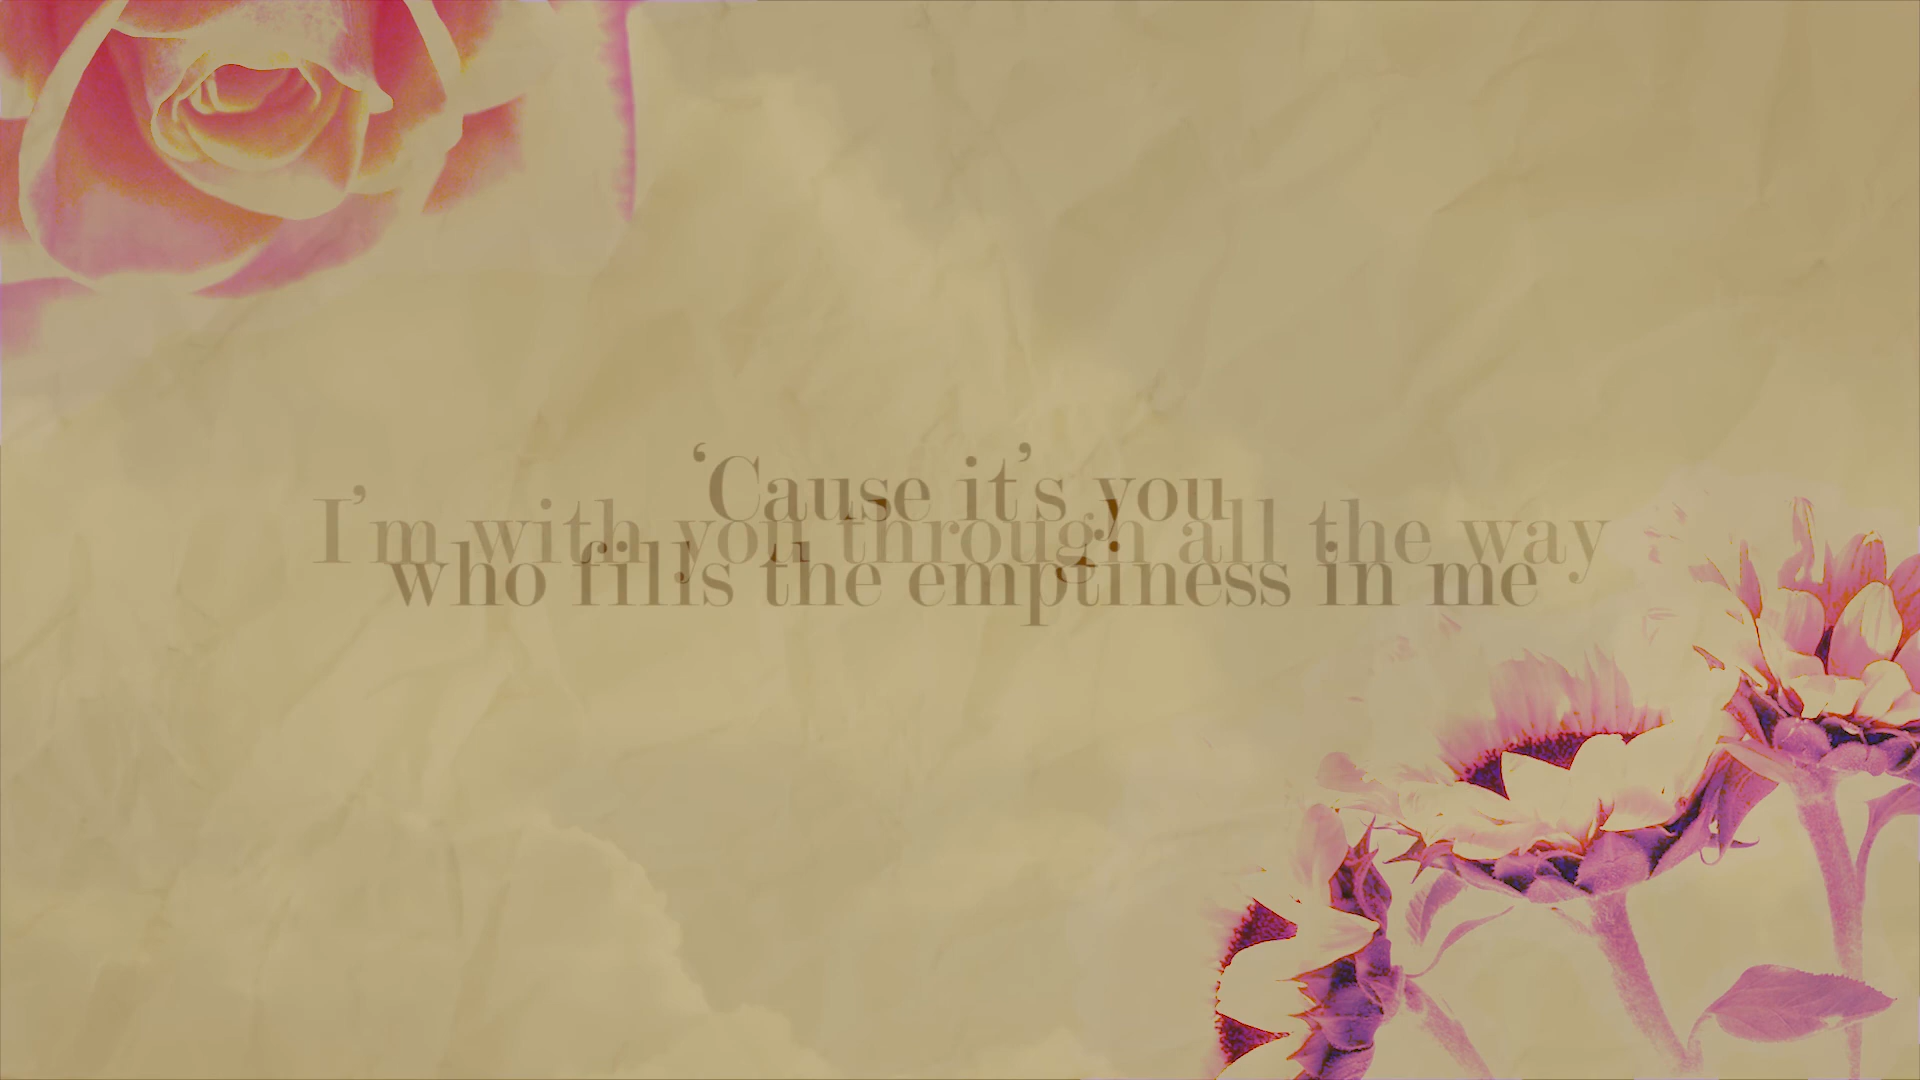 ‘Cause it’s you
I’m with you through all the way
who fills the emptiness in me